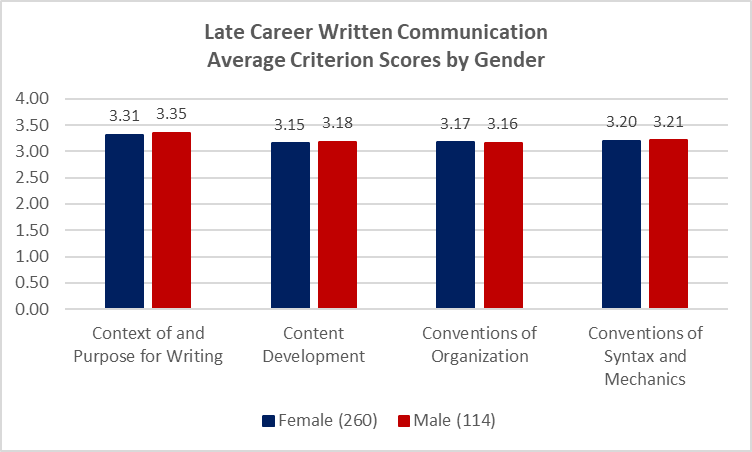 Late Career Written Communication
Average Criterion Scores by Gender
4.00
3.50
3.00
2.50
2.00
1.50
1.00
0.50
0.00
3.31 3.35 3.15 3.18 3.17 3.16 3.20 3.21
Context of and
Purpose for Writing
Content
Development
Conventions of
Organization
Conventions of
Syntax and
Mechanics
Female (260) Male (114)